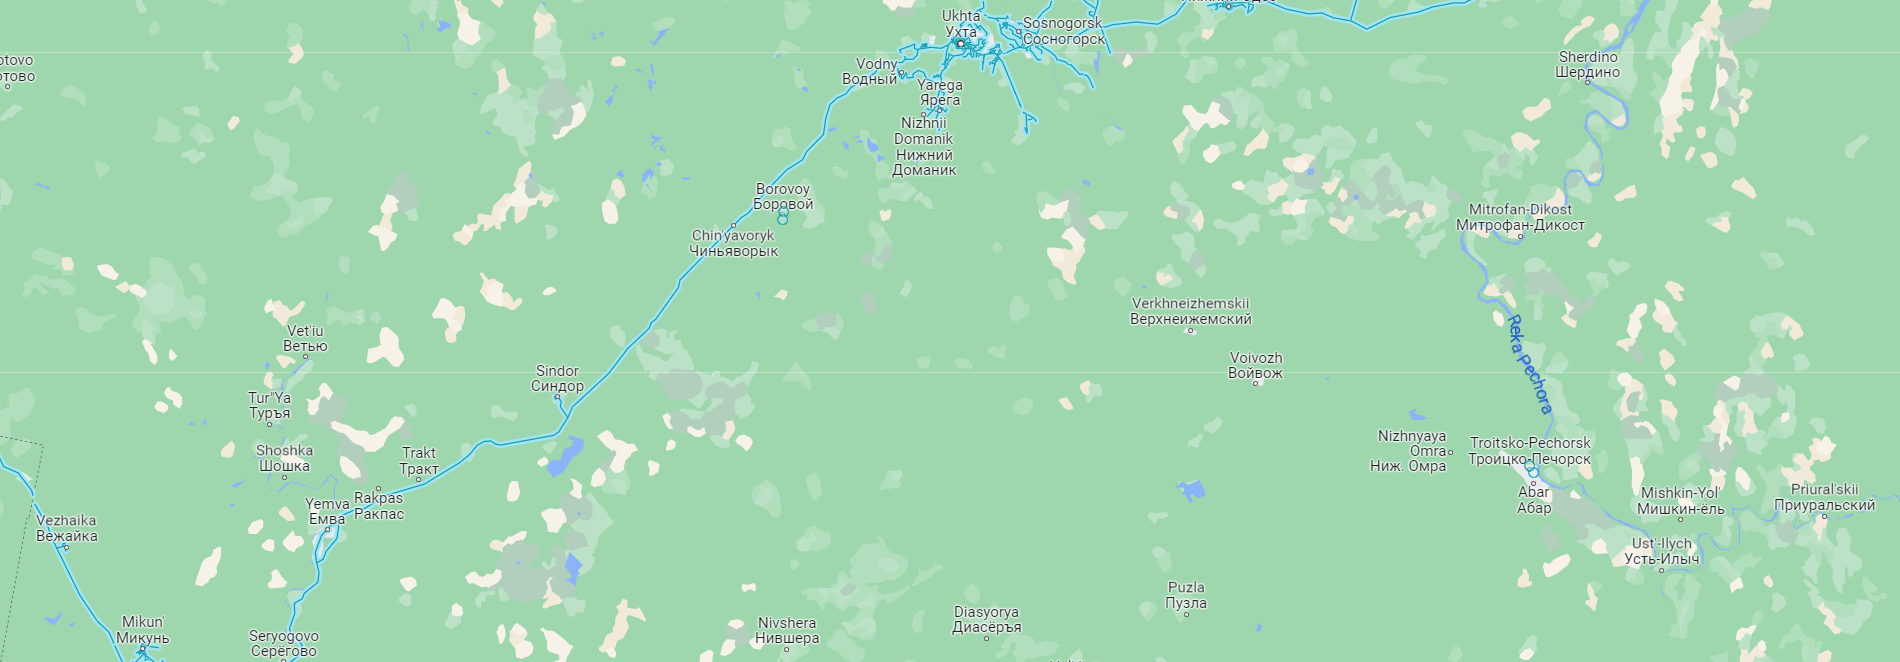 Ukhta
Ухта
Sosnogorsk
Сосногорск
Sherdino
Шердино
Vodny
Водный
Yarega
Ярега
Nizhnii
Domanik
Нижний
Доманик
Borovoy
Боровой
Chin'yavoryk
Чиньяворык
Mitrofan-Dikost
Митрофан-Дикост
Verkhneizhemskii
Верхнеижемский
Reka Pechora
Vet'iu
Ветью
Voivozh
Войвож
Sindor
Синдор
Tur"Ya
Туръя
Nizhnyaya
Omra
Ниж. Омра
Troitsko-Pechorsk
Троицко-Печорск
Shoshka
Шошка
Trakt
Тракт
Abar
Абар
Mishkin-Yol'
Мишкин-ёль
Priural'skii
Приуральский
Rakpas
Ракпас
Yemva
Емва
Vezhaika
Вежайка
Ust'-Ilych
Усть-Илыч
Puzla
Пузла
Mikun'
Микунь
Seryogovo
Серёгово
Nivshera
Нившера
Diasyorya
Диасёръя